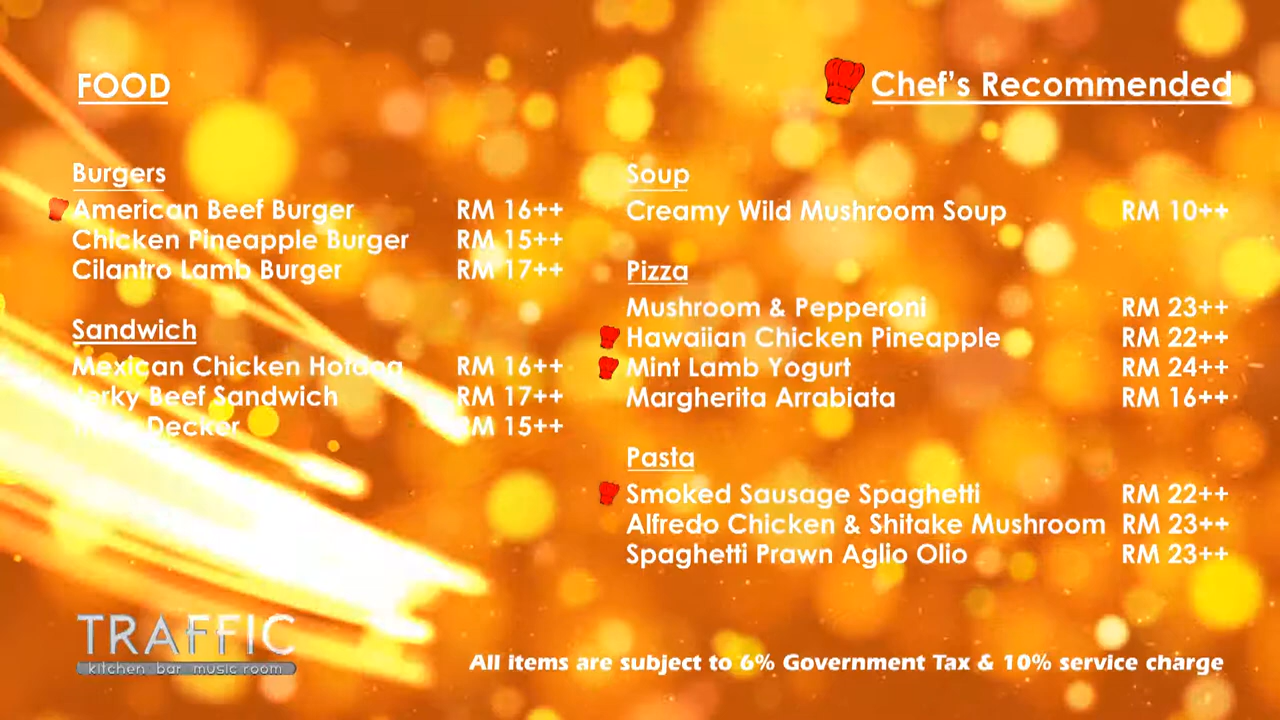 FOOD
Chef's Recommended
Burgers
American Beef Burger RM 16++
Chicken Pineapple Burger RM 15++
Cilantro Lamb Burger RM 17++
Sandwich
Mexican Chicken Hotdog RM 16++
Jerky Beef Sandwich RM 17++
Decker RM 15++
Soup
Creamy Wild Mushroom Soup RM 10++
Pizza
Mushroom & Pepperoni RM 23++
Hawaiian Chicken Pineapple RM 22++
Mint Lamb Yogurt RM 24++
Margherita Arrabiata RM 16++
Pasta
Smoked Sausage Spaghetti RM 22++
Alfredo Chicken & Shitake Mushroom RM 23++
Spaghetti Prawn Aglio Olio RM 23++
TRAFFIC
kitchen bar music room
All items are subject to 6% Government Tax & 10% service charge